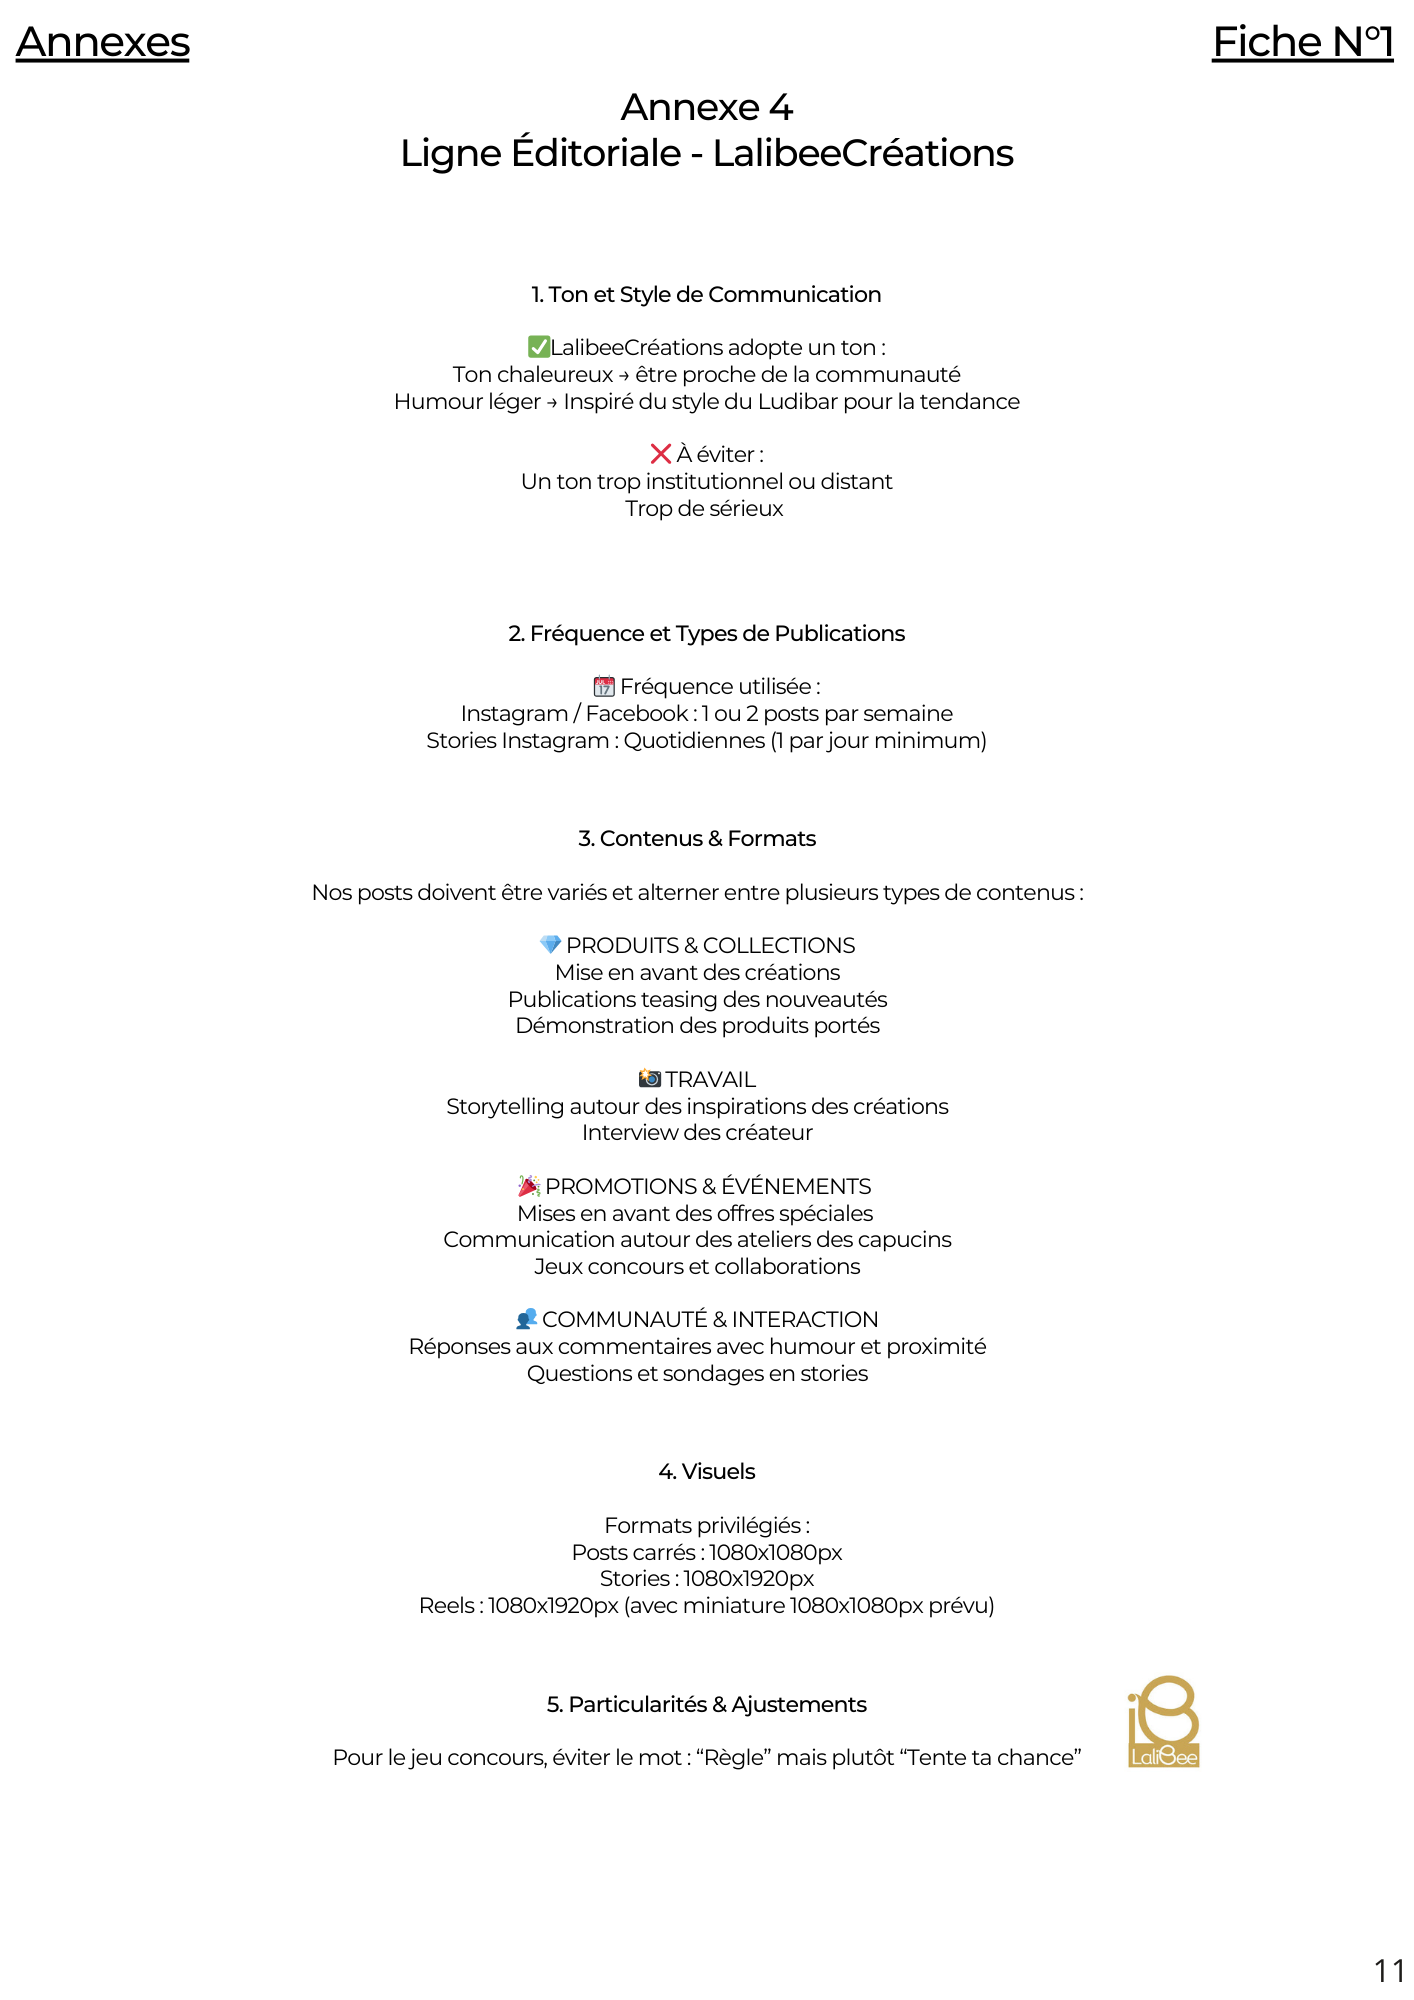 Annexes
Fiche N°1
Annexe 4
Ligne Éditoriale - LalibeeCréations
1. Ton et Style de Communication
✅LalibeeCréations adopte un ton :
Ton chaleureux → être proche de la communauté
Humour léger → Inspiré du style du Ludibar pour la tendance
❌ À éviter :
Un ton trop institutionnel ou distant
Trop de sérieux
2. Fréquence et Types de Publications
📅 Fréquence utilisée :
Instagram / Facebook : 1 ou 2 posts par semaine
Stories Instagram : Quotidiennes (1 par jour minimum)
3. Contenus & Formats
Nos posts doivent être variés et alterner entre plusieurs types de contenus :
💎 PRODUITS & COLLECTIONS
Mise en avant des créations
Publications teasing des nouveautés
Démonstration des produits portés
📸 TRAVAIL
Storytelling autour des inspirations des créations
Interview des créateur
🎉 PROMOTIONS & ÉVÉNEMENTS
Mises en avant des offres spéciales
Communication autour des ateliers des capucins
Jeux concours et collaborations
👥 COMMUNAUTÉ & INTERACTION
Réponses aux commentaires avec humour et proximité
Questions et sondages en stories
4. Visuels
Formats privilégiés :
Posts carrés : 1080x1080px
Stories : 1080x1920px
Reels : 1080x1920px (avec miniature 1080x1080px prévu)
5. Particularités & Ajustements
Pour le jeu concours, éviter le mot : “Règle” mais plutôt “Tente ta chance”
LaliBee
11